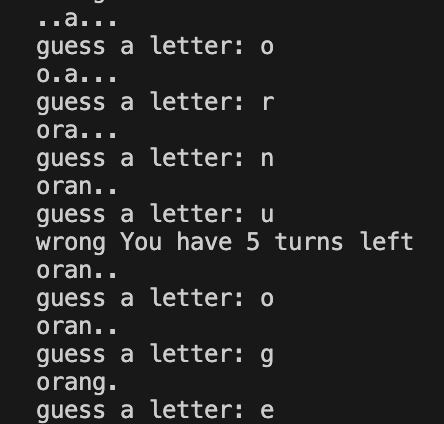 ..a...
guess a letter: o
o.a...
guess a letter: r
ora...
guess a letter: n
oran..
guess a letter: u
wrong You have 5 turns left
oran..
guess a letter: o
oran..
guess a letter: g
orang.
guess a letter: e